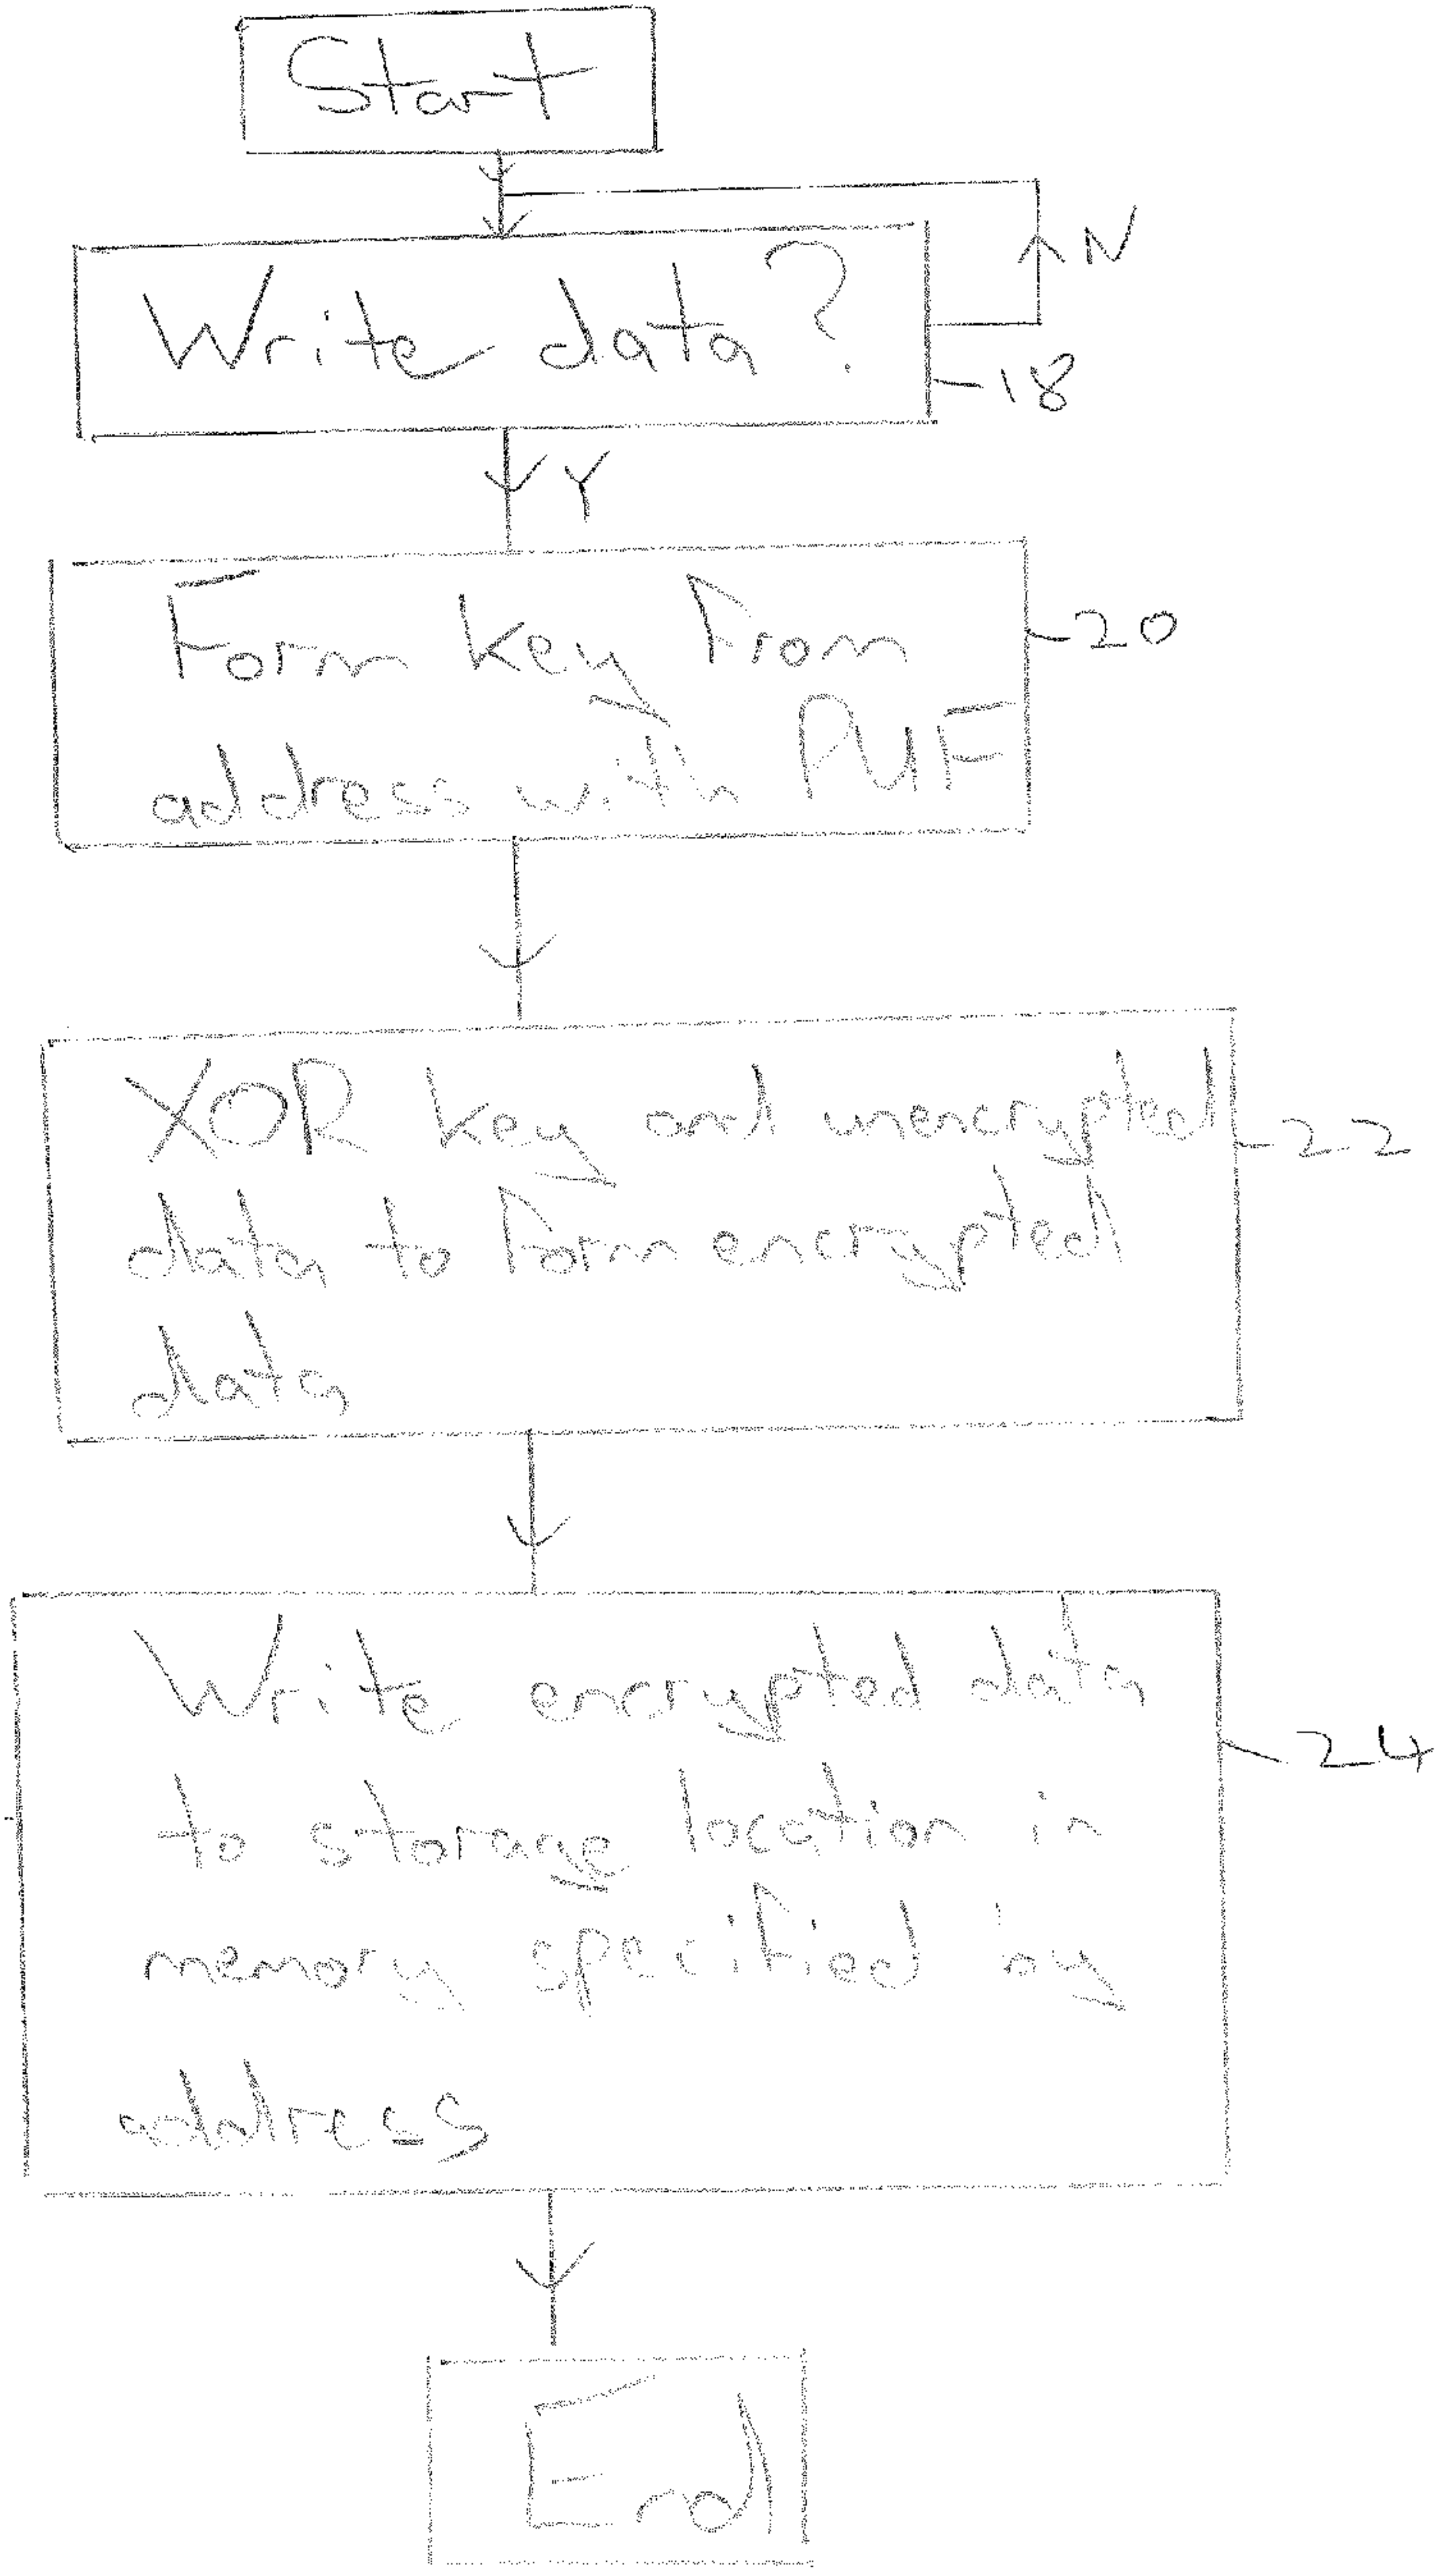 Start
N
Write data?
18
Y
Form key from
20
address with PUF
XOR key and unencrypted
22
data to form encrypted
data
Write encrypted data
24
to storage location in
memory specified by
address
End